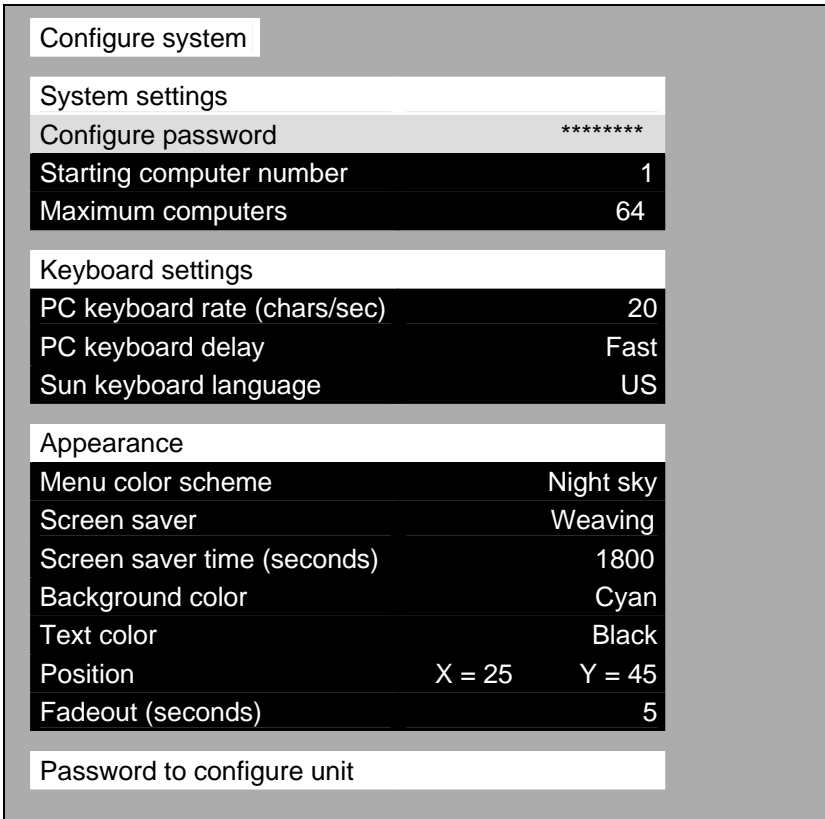 Configure system
System settings
Configure password ********
Starting computer number 1
Maximum computers 64
Keyboard settings
PC keyboard rate (chars/sec) 20
PC keyboard delay Fast
Sun keyboard language US
Appearance
Menu color scheme Night sky
Screen saver Weaving
Screen saver time (seconds) 1800
Background color Cyan
Text color Black
Position X = 25 Y = 45
Fadeout (seconds) 5
Password to configure unit